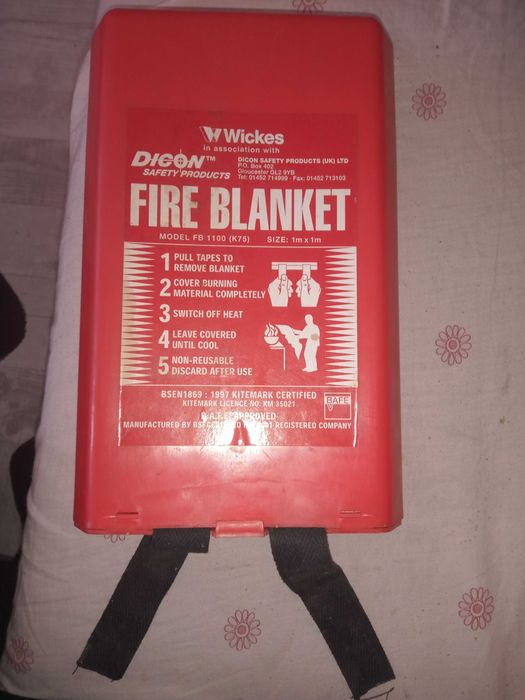 Wickes
in association with
DICON™
SAFETY PRODUCTS
DICON SAFETY PRODUCTS (UK) LTD
P.O. Box 402
Gloucester GL2 9YB
Tel: 01452 714999 - Fax: 01452 713103
FIRE BLANKET
MODEL FB 1100 (K75) SIZE: 1m x 1m
1 PULL TAPES TO
REMOVE BLANKET
2 COVER BURNING
MATERIAL COMPLETELY
3 SWITCH OFF HEAT
4 LEAVE COVERED
UNTIL COOL
5 NON-REUSABLE
DISCARD AFTER USE
BSEN1869 : 1997 KITEMARK CERTIFIED
KITEMARK LICENCE NO. KM 35021
BAFE
APPROVED
MANUFACTURED BY REGISTERED COMPANY